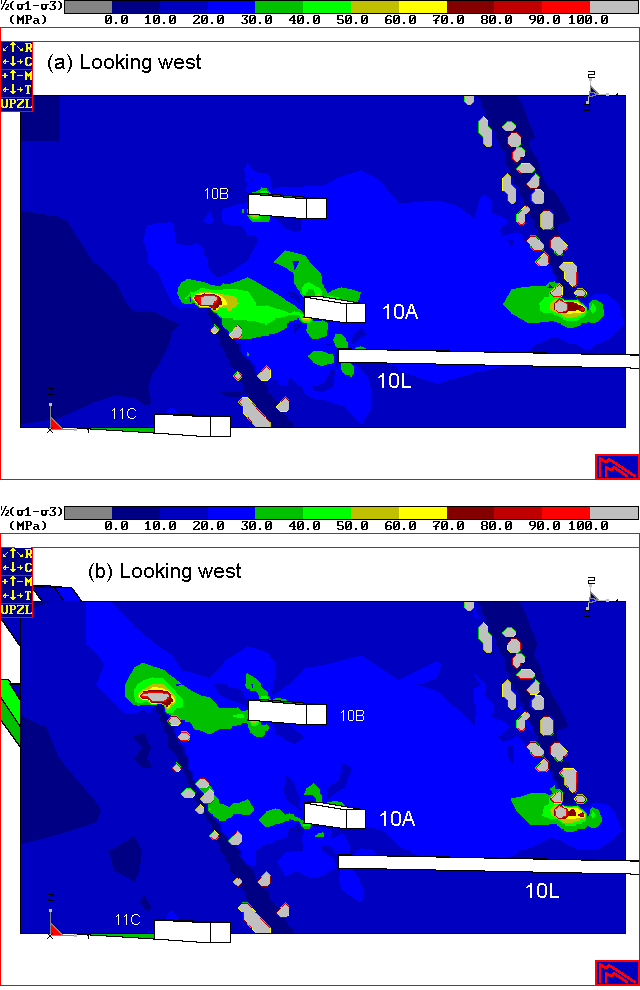 ½(σ1-σ3)
(MPa) 0.0 10.0 20.0 30.0 40.0 50.0 60.0 70.0 80.0 90.0 100.0
↖↑↘R
←↓→C
+↑-M
←↓→T
UPZL
(a) Looking west
10B
10A
10L
11C
½(σ1-σ3)
(MPa) 0.0 10.0 20.0 30.0 40.0 50.0 60.0 70.0 80.0 90.0 100.0
↖↑↘R
←↓→C
+↑-M
←↓→T
UPZL
(b) Looking west
10B
10A
10L
11C